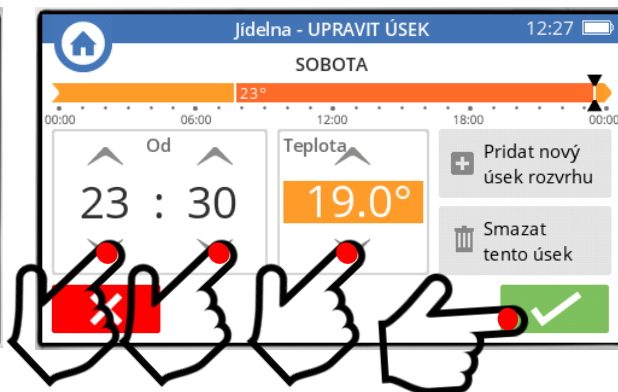 Jídelna - UPRAVIT ÚSEK 12:27
SOBOTA
23°
00:00 06:00 12:00 18:00 00:00
Od
23 : 30
Teplota
19.0°
Pridat nový
úsek rozvrhu
Smazat
tento úsek